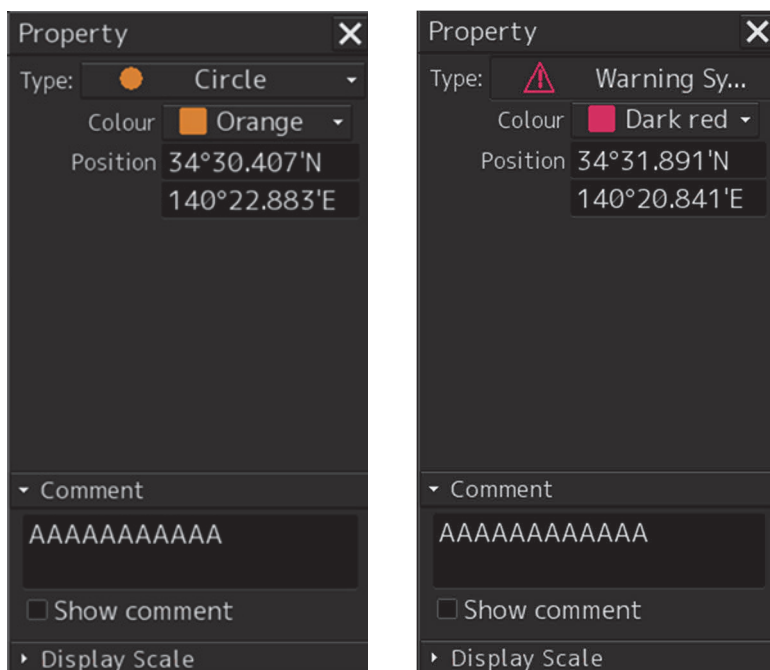 Property
Type: Circle
Colour Orange
Position 34°30.407'N
140°22.883'E
Comment
AAAAAAAAAAA
Show comment
Display Scale
Property
Type: Warning Sy...
Colour Dark red
Position 34°31.891'N
140°20.841'E
Comment
AAAAAAAAAAAA
Show comment
Display Scale